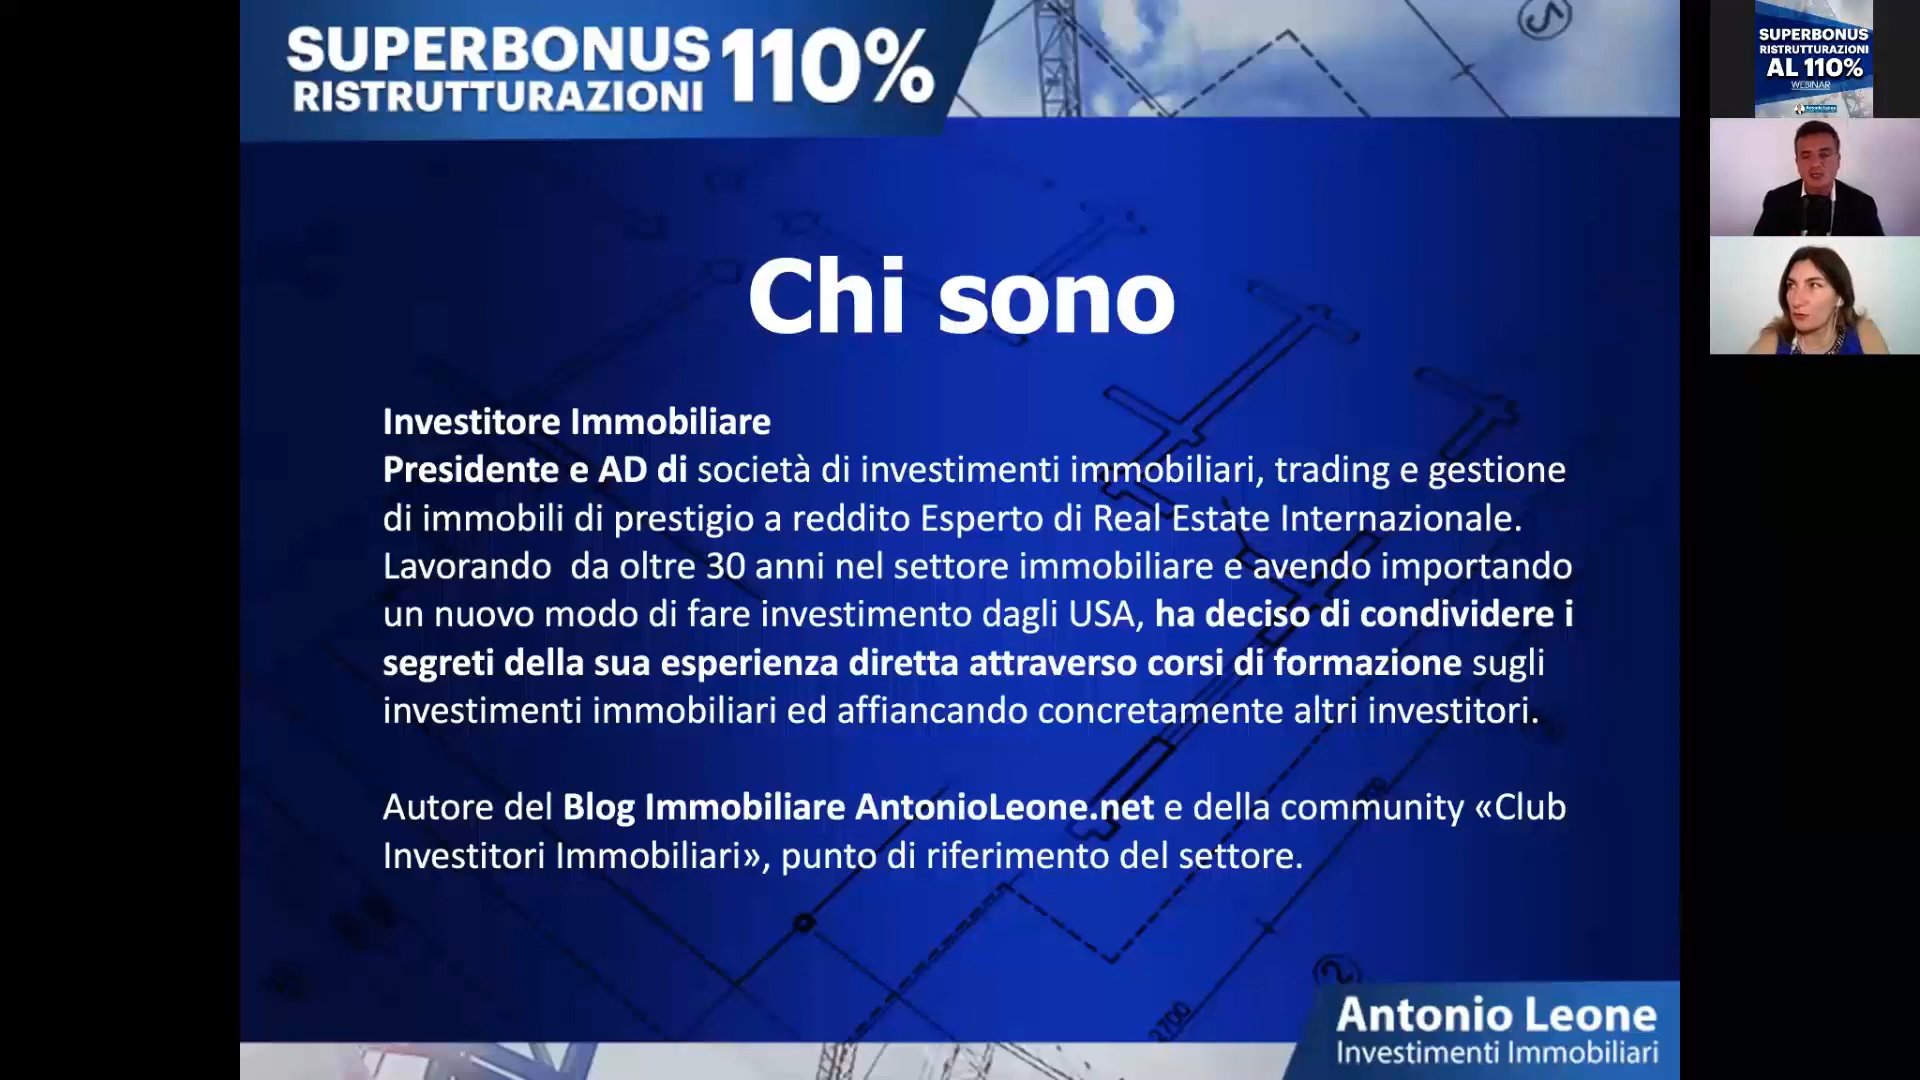 SUPERBONUS
RISTRUTTURAZIONI
110%
Chi sono
Investitore Immobiliare
Presidente e AD di società di investimenti immobiliari, trading e gestione
di immobili di prestigio a reddito Esperto di Real Estate Internazionale.
Lavorando da oltre 30 anni nel settore immobiliare e avendo importando
un nuovo modo di fare investimento dagli USA, ha deciso di condividere i
segreti della sua esperienza diretta attraverso corsi di formazione sugli
investimenti immobiliari ed affiancando concretamente altri investitori.
Autore del Blog Immobiliare AntonioLeone.net e della community «Club
Investitori Immobiliari», punto di riferimento del settore.
2
2700
Antonio Leone
Investimenti Immobiliari
SUPERBONUS
RISTRUTTURAZIONI
AL 110%
WEBINAR
Antonio Leone